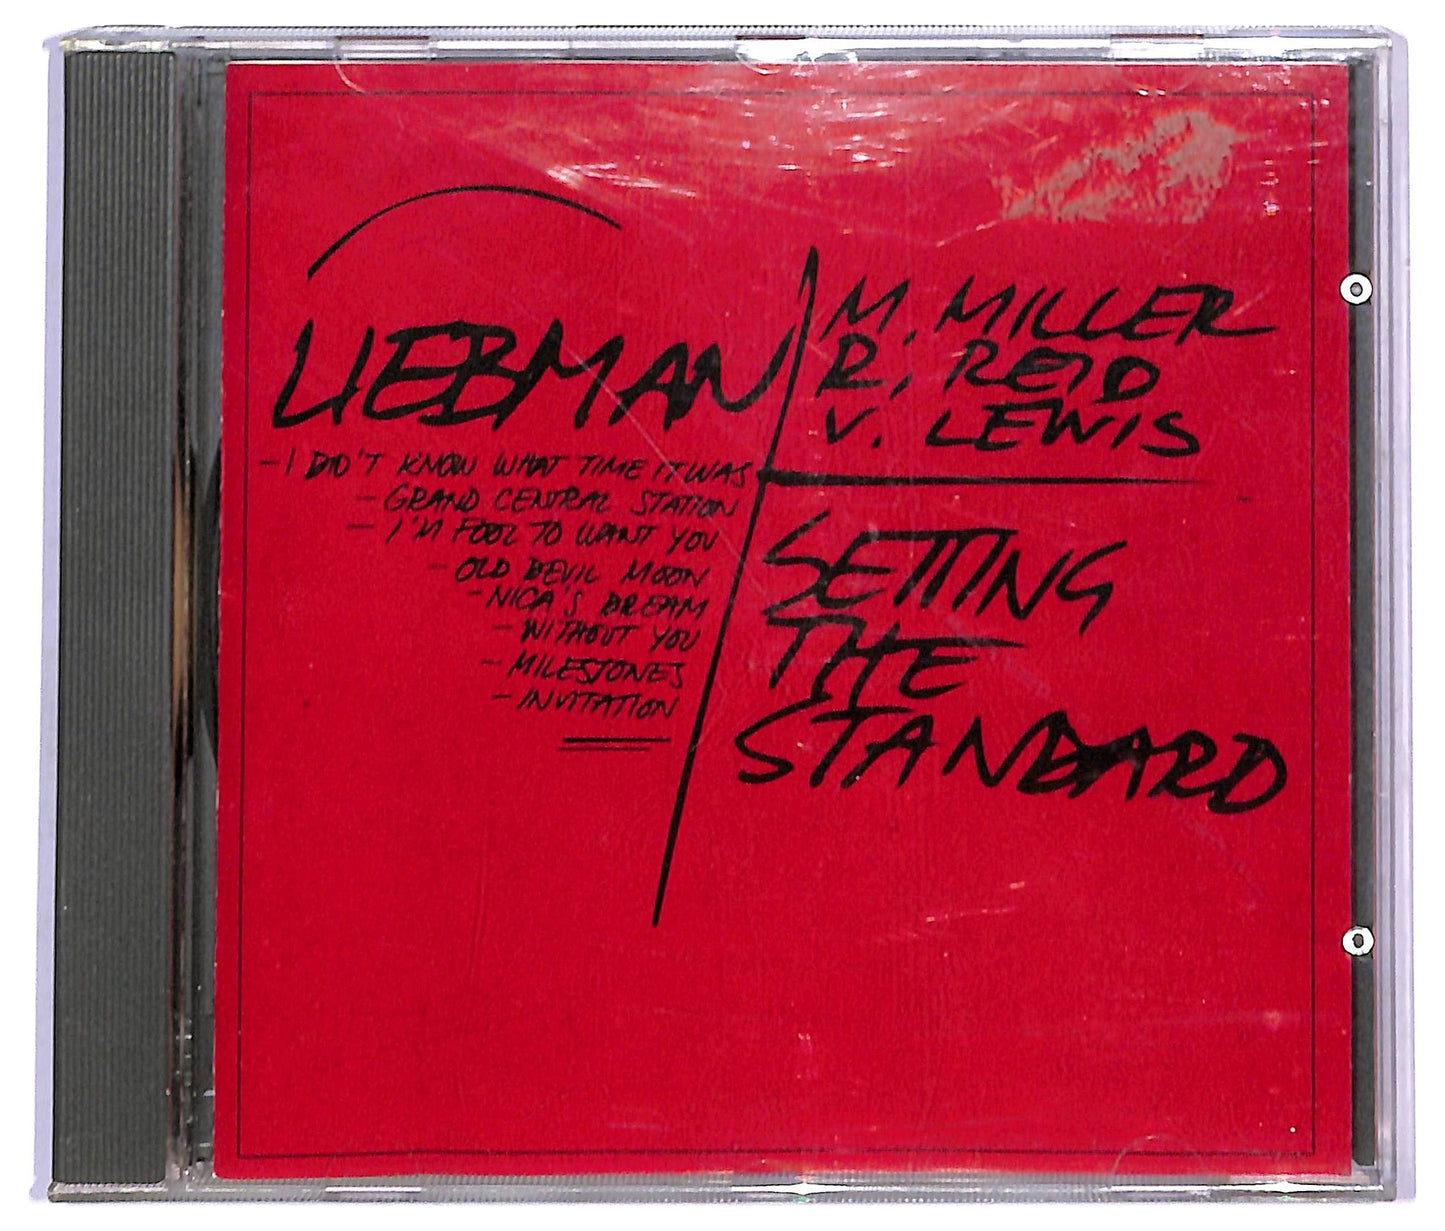 LIEBMAN
- I DID'T KNOW WHAT TIME IT WAS
- GRAND CENTRAL STATION
- I'M FOOL TO WANT YOU
- OLD DEVIL MOON
- NICA'S DREAM
- WITHOUT YOU
- MILESTONES
- INVITATION
M. MILLER
R. REID
V. LEWIS
SETTING
THE
STANDARD